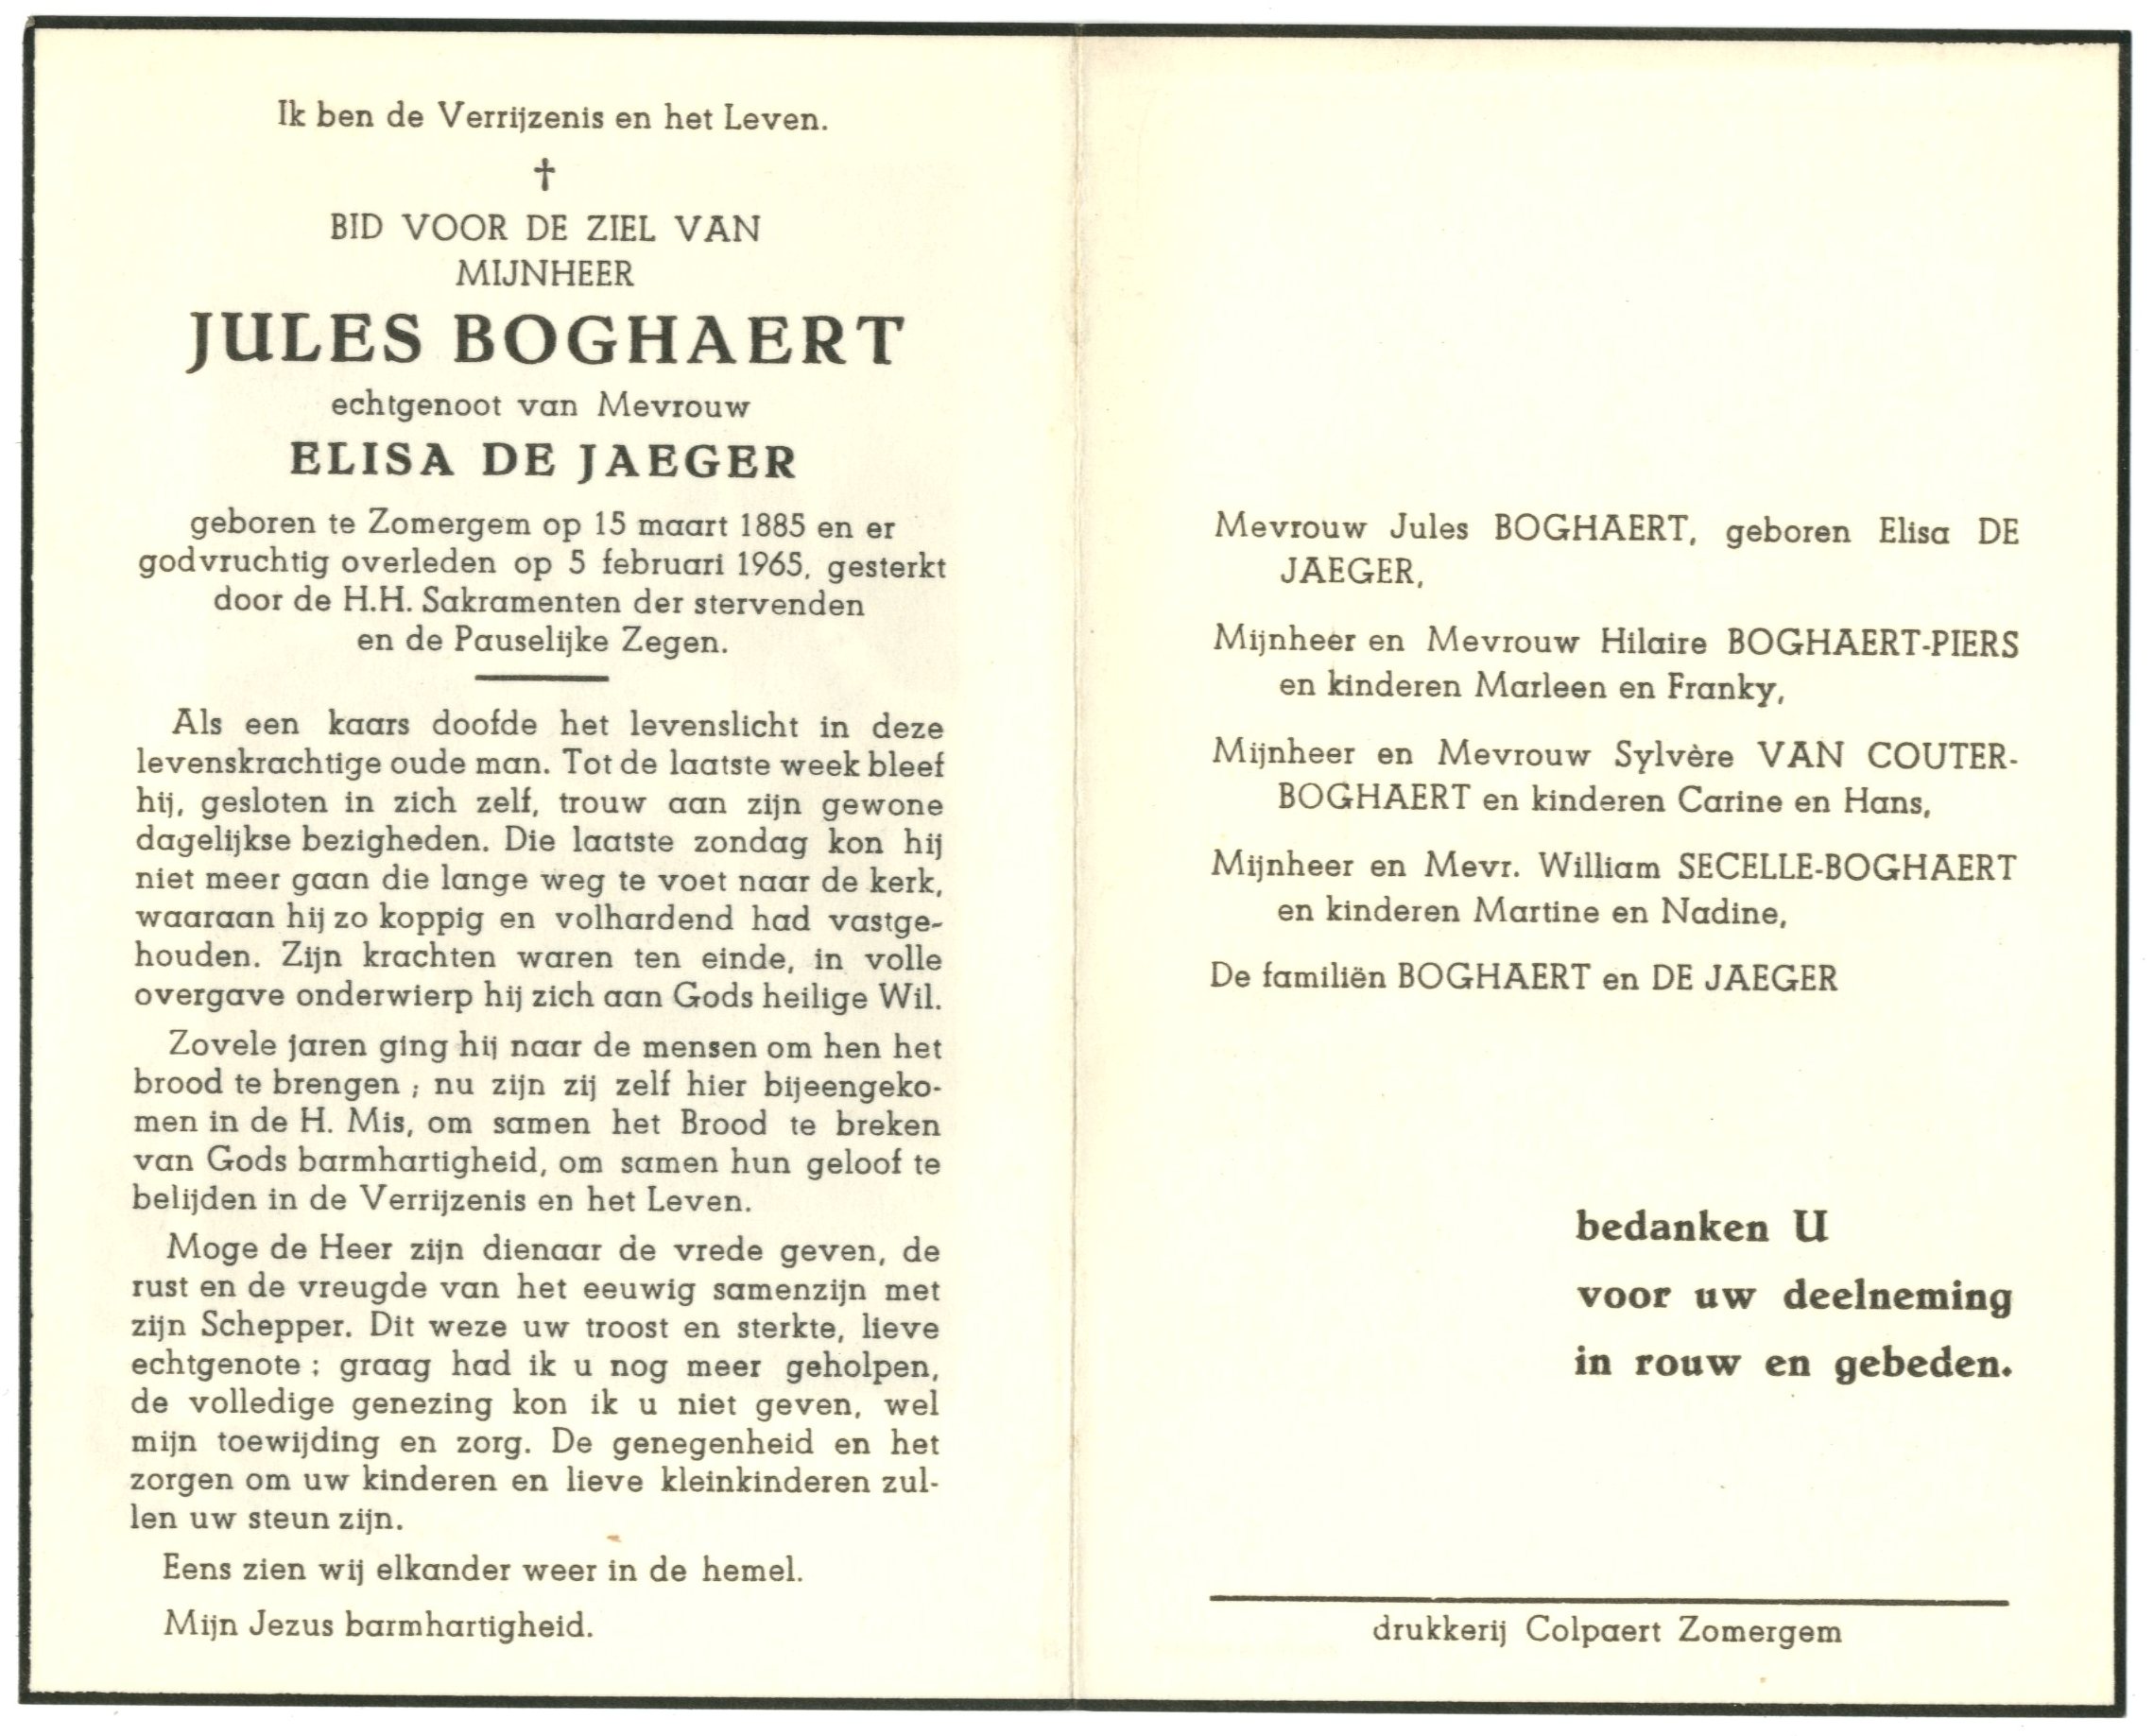 Ik ben de Verrijzenis en het Leven.
✝
BID VOOR DE ZIEL VAN
MIJNHEER
JULES BOGHAERT
echtgenoot van Mevrouw
ELISA DE JAEGER
geboren te Zomergem op 15 maart 1885 en er
godvruchtig overleden op 5 februari 1965, gesterkt
door de H.H. Sakramenten der stervenden
en de Pauselijke Zegen.
Als een kaars doofde het levenslicht in deze
levenskrachtige oude man. Tot de laatste week bleef
hij, gesloten in zich zelf, trouw aan zijn gewone
dagelijkse bezigheden. Die laatste zondag kon hij
niet meer gaan die lange weg te voet naar de kerk,
waaraan hij zo koppig en volhardend had vastge-
houden. Zijn krachten waren ten einde, in volle
overgave onderwierp hij zich aan Gods heilige Wil.
Zovele jaren ging hij naar de mensen om hen het
brood te brengen ; nu zijn zij zelf hier bijeengeko-
men in de H. Mis, om samen het Brood te breken
van Gods barmhartigheid, om samen hun geloof te
belijden in de Verrijzenis en het Leven.
Moge de Heer zijn dienaar de vrede geven, de
rust en de vreugde van het eeuwig samenzijn met
zijn Schepper. Dit weze uw troost en sterkte, lieve
echtgenote ; graag had ik u nog meer geholpen,
de volledige genezing kon ik u niet geven, wel
mijn toewijding en zorg. De genegenheid en het
zorgen om uw kinderen en lieve kleinkinderen zul-
len uw steun zijn.
Eens zien wij elkander weer in de hemel.
Mijn Jezus barmhartigheid.
Mevrouw Jules BOGHAERT, geboren Elisa DE
JAEGER,
Mijnheer en Mevrouw Hilaire BOGHAERT-PIERS
en kinderen Marleen en Franky,
Mijnheer en Mevrouw Sylvère VAN COUTER-
BOGHAERT en kinderen Carine en Hans,
Mijnheer en Mevr. William SECELLE-BOGHAERT
en kinderen Martine en Nadine,
De familiën BOGHAERT en DE JAEGER
bedanken U
voor uw deelneming
in rouw en gebeden.
drukkerij Colpaert Zomergem